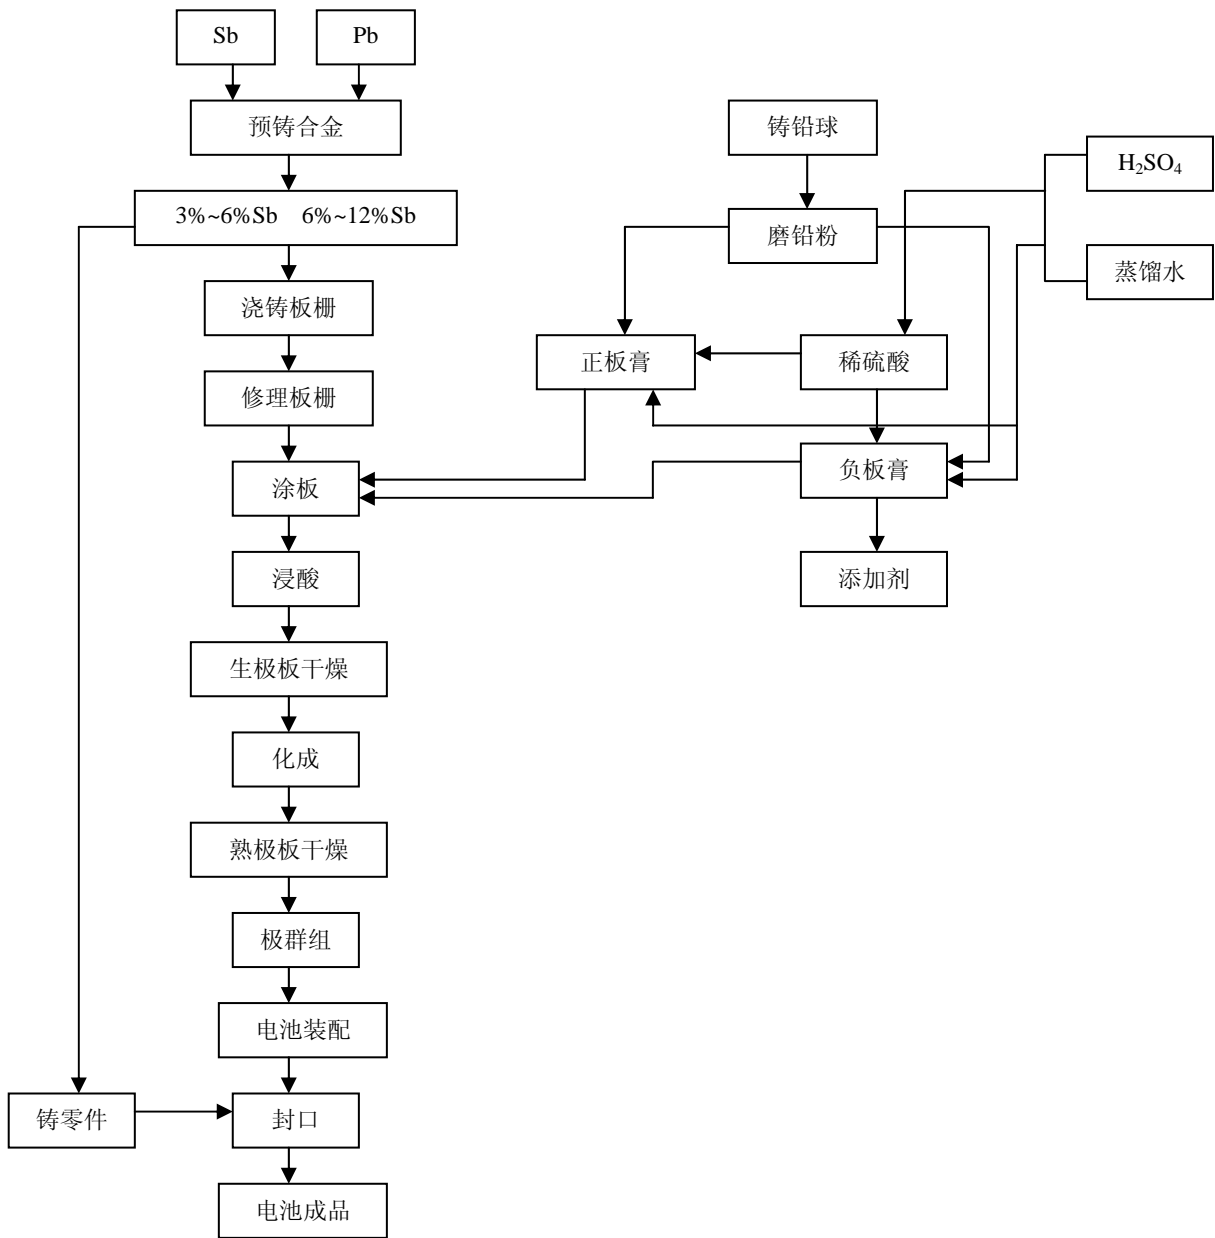 Sb
Pb
预铸合金
3%~6%Sb 6%~12%Sb
浇铸板栅
修理板栅
涂板
浸酸
生极板干燥
化成
熟极板干燥
极群组
电池装配
铸零件
封口
电池成品
铸铅球
磨铅粉
正板膏
稀硫酸
负板膏
添加剂
H₂SO₄
蒸馏水